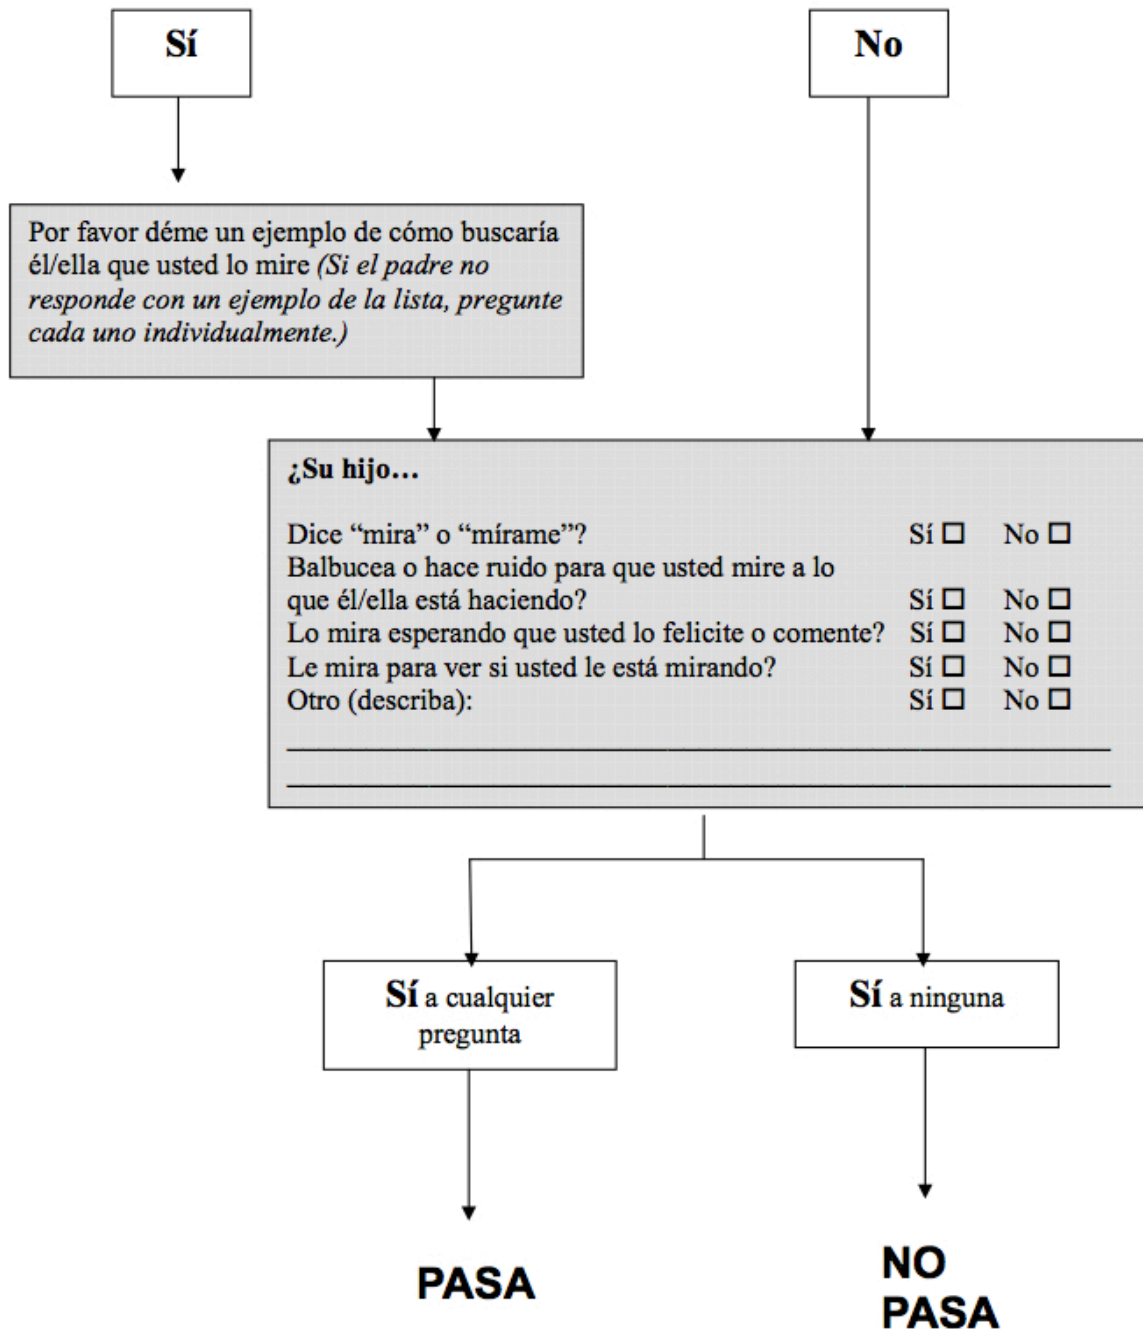 Sí
No
Por favor déme un ejemplo de cómo buscaría
él/ella que usted lo mire (Si el padre no
responde con un ejemplo de la lista, pregunte
cada uno individualmente.)
¿Su hijo…
Dice “mira” o “mírame”? Sí ☐ No ☐
Balbucea o hace ruido para que usted mire a lo
que él/ella está haciendo? Sí ☐ No ☐
Lo mira esperando que usted lo felicite o comente? Sí ☐ No ☐
Le mira para ver si usted le está mirando? Sí ☐ No ☐
Otro (describa): Sí ☐ No ☐
Sí a cualquier
pregunta
Sí a ninguna
PASA
NO
PASA